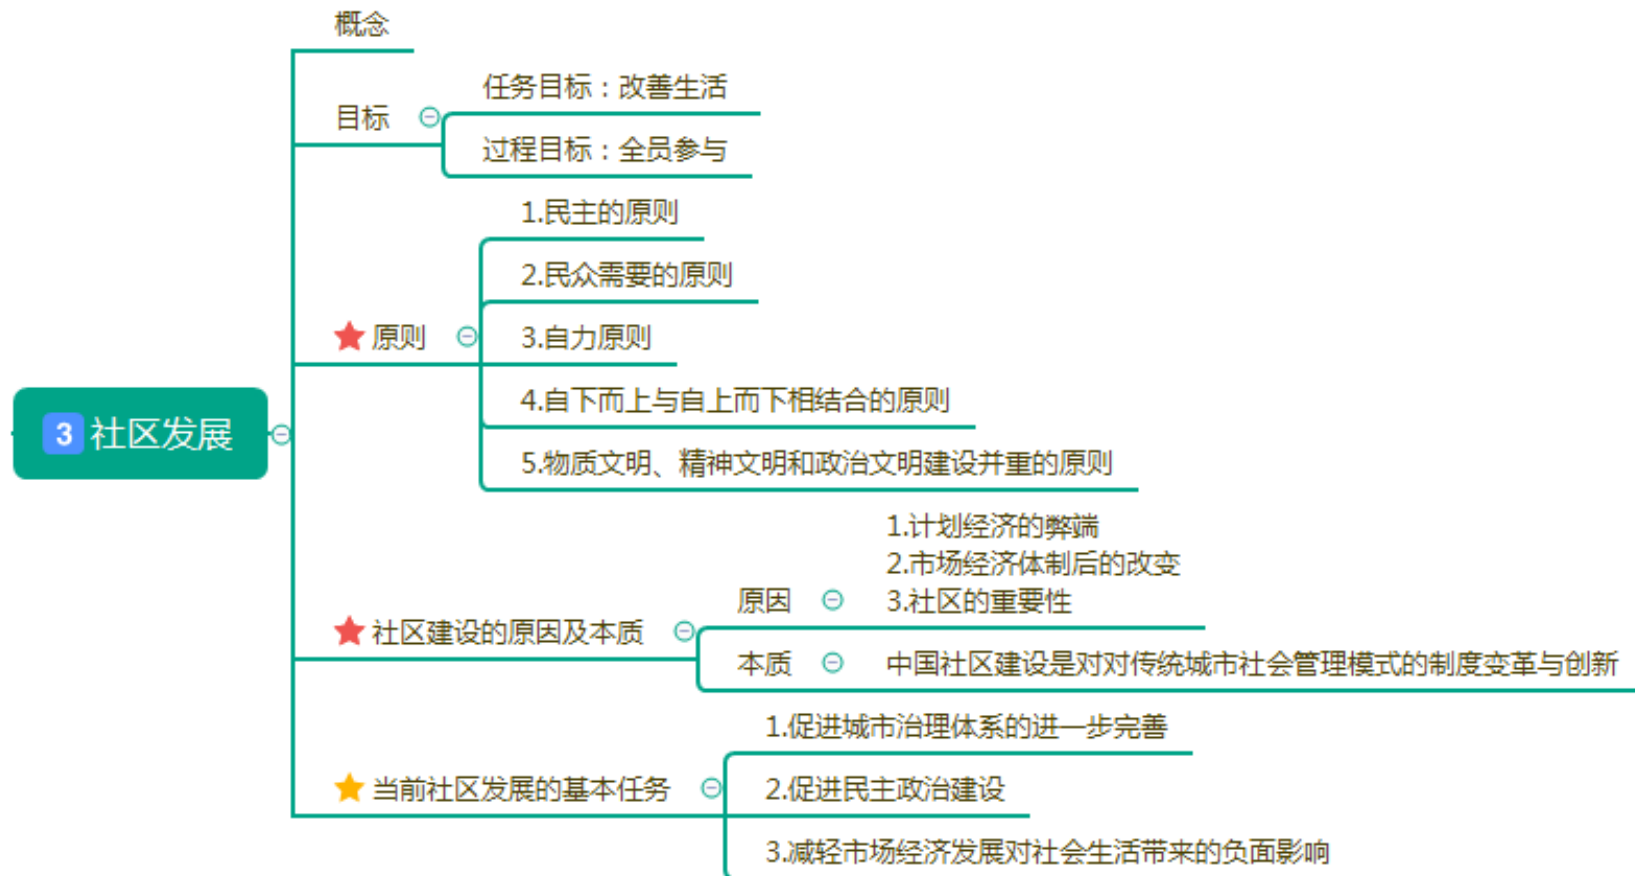 概念
任务目标：改善生活
目标
过程目标：全员参与
1.民主的原则
2.民众需要的原则
原则
3.自力原则
4.自下而上与自上而下相结合的原则
3 社区发展
5.物质文明、精神文明和政治文明建设并重的原则
1.计划经济的弊端
2.市场经济体制后的改变
原因
3.社区的重要性
社区建设的原因及本质
本质
中国社区建设是对对传统城市社会管理模式的制度变革与创新
1.促进城市治理体系的进一步完善
当前社区发展的基本任务
2.促进民主政治建设
3.减轻市场经济发展对社会生活带来的负面影响